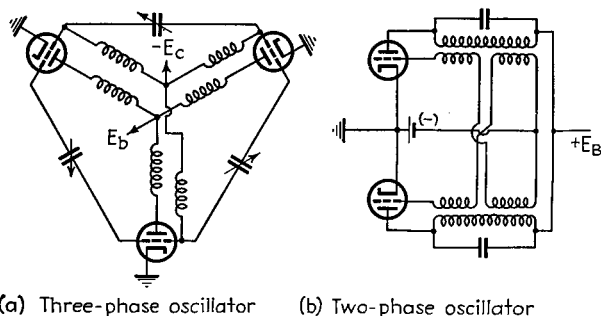 -Ec
Eb
(-)
+EB
(a) Three-phase oscillator
(b) Two-phase oscillator